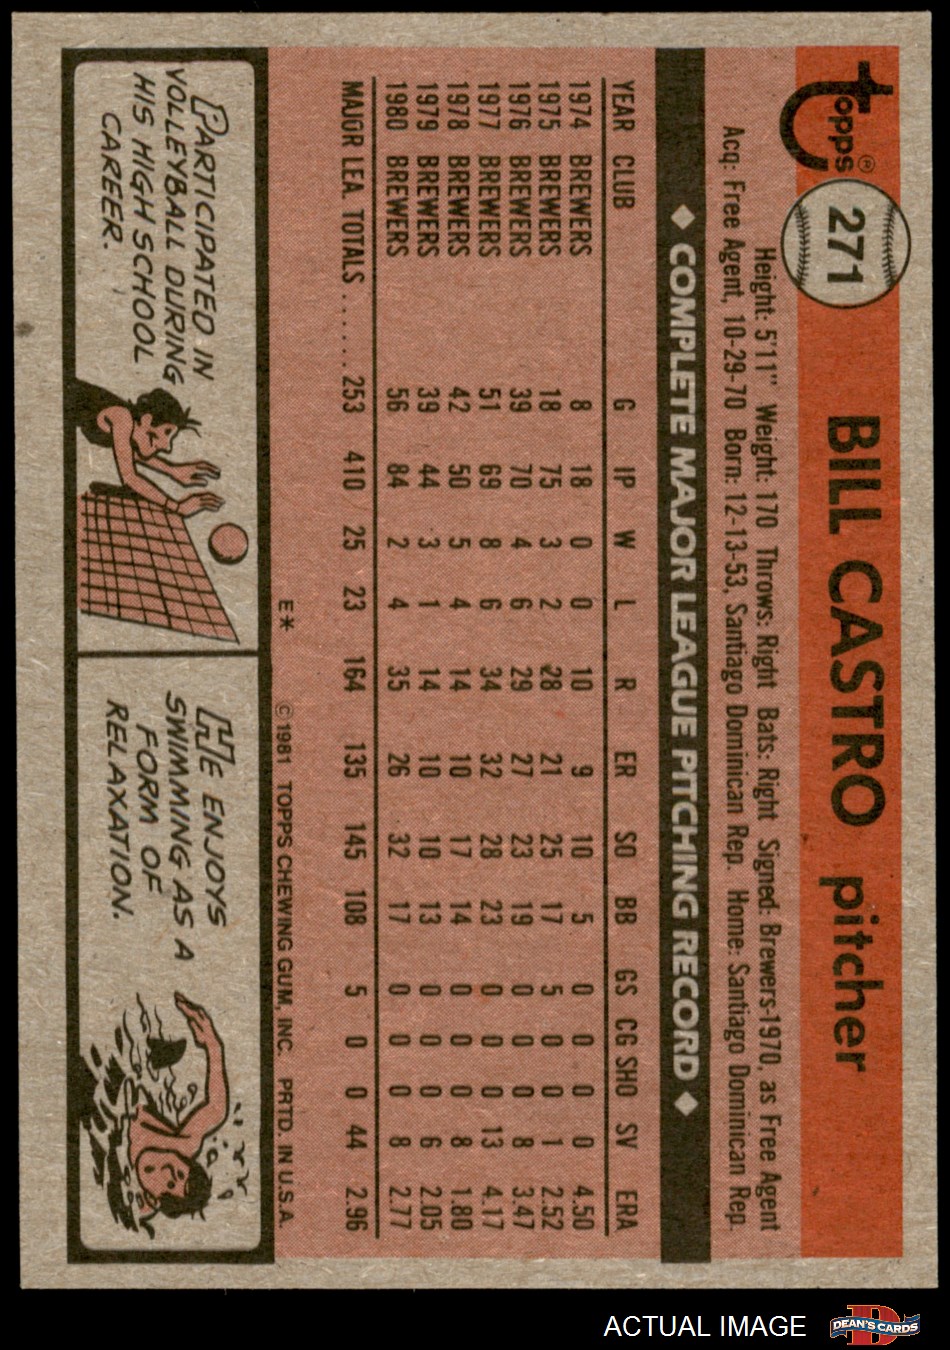 topps®
271
BILL CASTRO pitcher
Height: 5'11" Weight: 170 Throws: Right Bats: Right Signed: Brewers-1970, as Free Agent
Acq: Free Agent, 10-29-70 Born: 12-13-53, Santiago Dominican Rep. Home: Santiago Dominican Rep.
◆ COMPLETE MAJOR LEAGUE PITCHING RECORD ◆
YEAR CLUB G IP W L R ER SO BB GS CG SHO SV ERA
1974 BREWERS 8 18 0 0 10 9 10 5 0 0 0 0 4.50
1975 BREWERS 18 75 3 2 28 21 25 17 5 0 0 1 2.52
1976 BREWERS 39 70 4 6 29 27 23 19 0 0 0 8 3.47
1977 BREWERS 51 69 8 6 34 32 28 23 0 0 0 13 4.17
1978 BREWERS 42 50 5 4 14 10 17 14 0 0 0 8 1.80
1979 BREWERS 39 44 3 1 14 10 10 13 0 0 0 6 2.05
1980 BREWERS 56 84 2 4 35 26 32 17 0 0 0 8 2.77
MAJOR LEA. TOTALS ...... 253 410 25 23 164 135 145 108 5 0 0 44 2.96
E* ©1981 TOPPS CHEWING GUM, INC. PRTD. IN U.S.A.
PARTICIPATED IN
VOLLEYBALL DURING
HIS HIGH SCHOOL
CAREER.
HE ENJOYS
SWIMMING AS A
FORM OF
RELAXATION.
ACTUAL IMAGE
DEAN'S CARDS